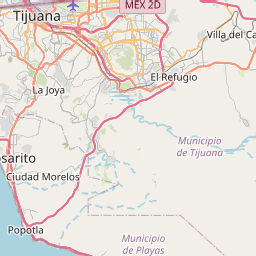 MEX 2D
Tijuana
Villa del Ca
El Refugio
La Joya
Municipio
de Tijuana
osarito
Ciudad Morelos
Popotla
Municipio
de Playas